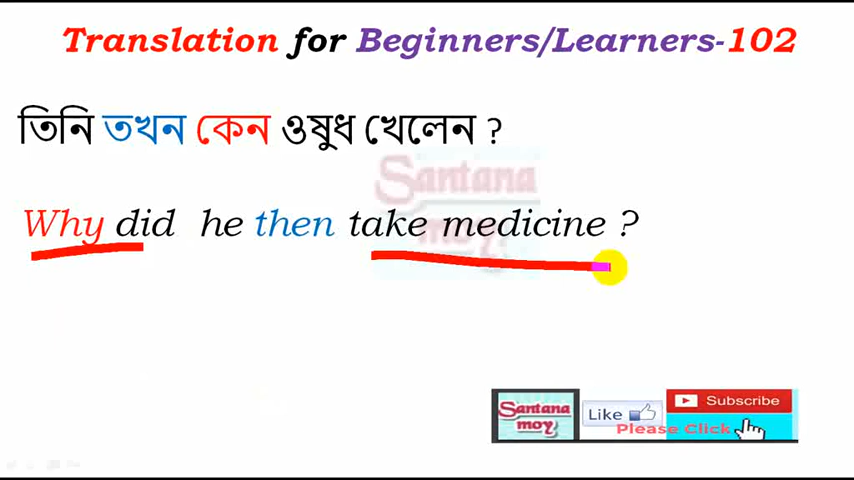 Translation for Beginners/Learners-102
তিনি তখন কেন ওষুধ খেলেন ?
Santana
moy
Why did he then take medicine ?
Santana
moy
Like
Subscribe
Please Click